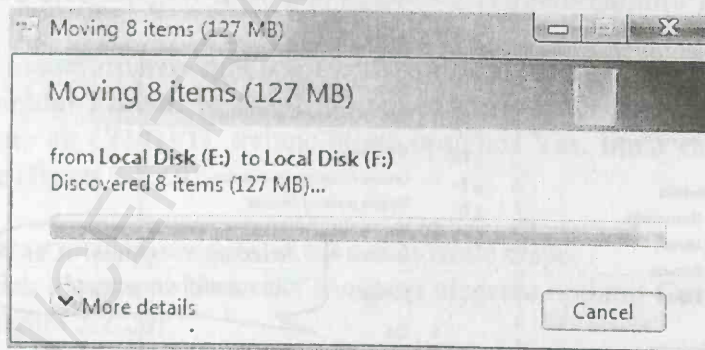 Moving 8 items (127 MB)
Moving 8 items (127 MB)
from Local Disk (E:) to Local Disk (F:)
Discovered 8 items (127 MB)...
More details
Cancel